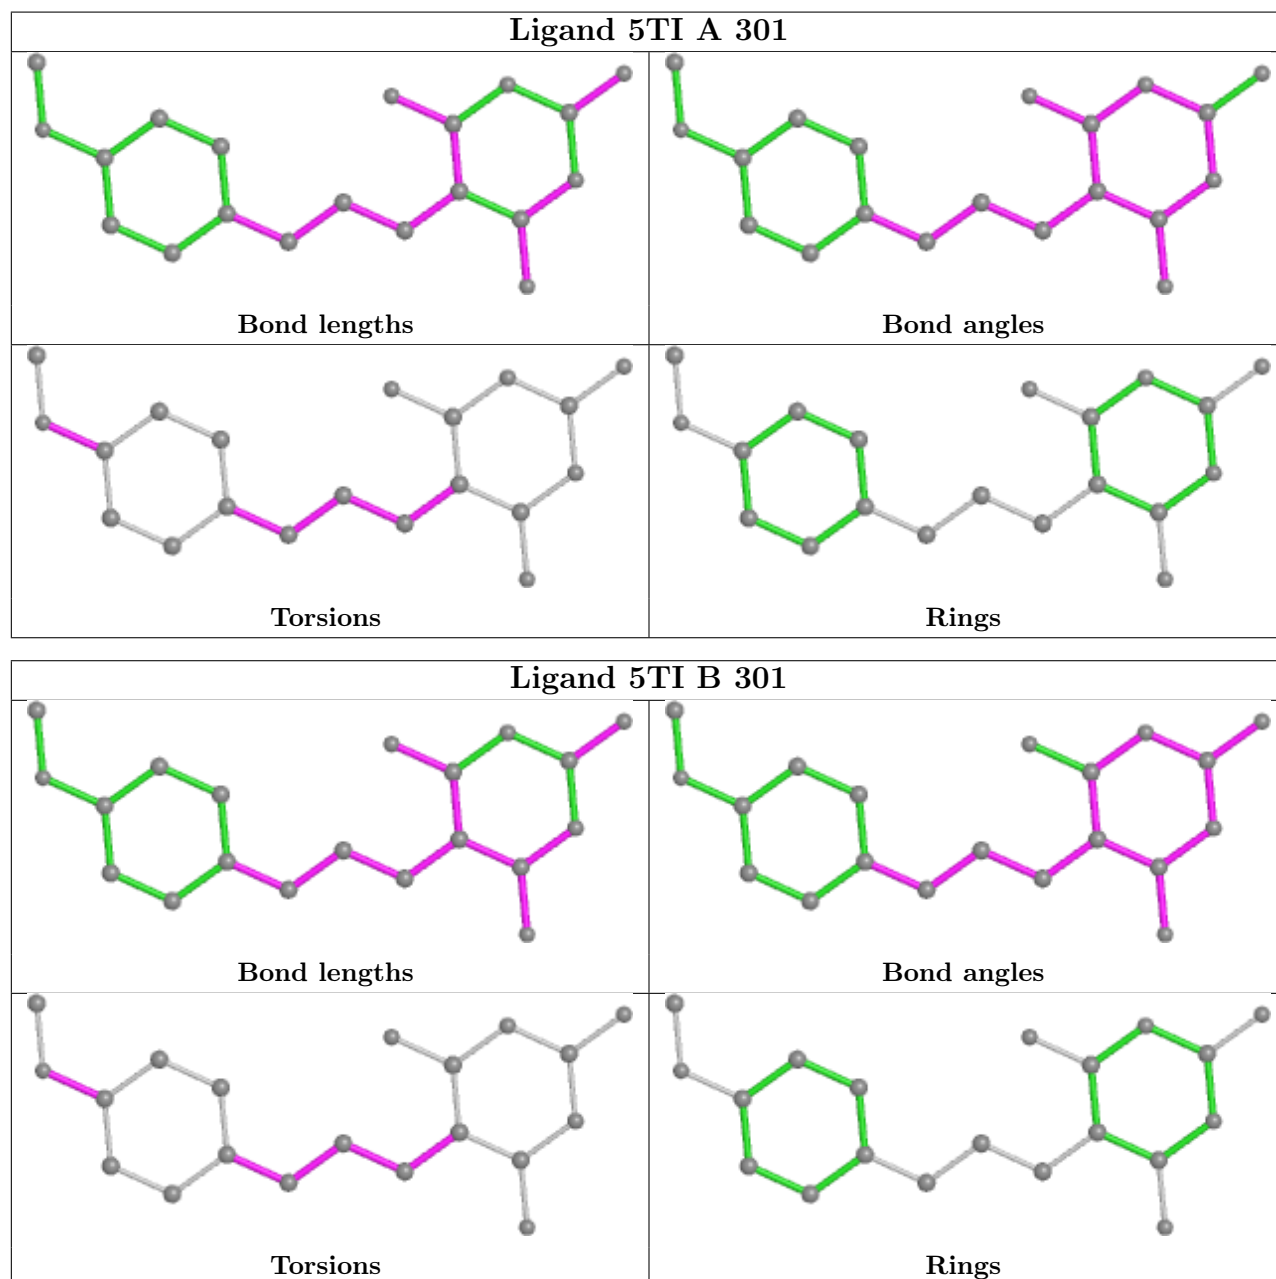 Ligand 5TI A 301
Bond lengths
Bond angles
Torsions
Rings
Ligand 5TI B 301
Bond lengths
Bond angles
Torsions
Rings